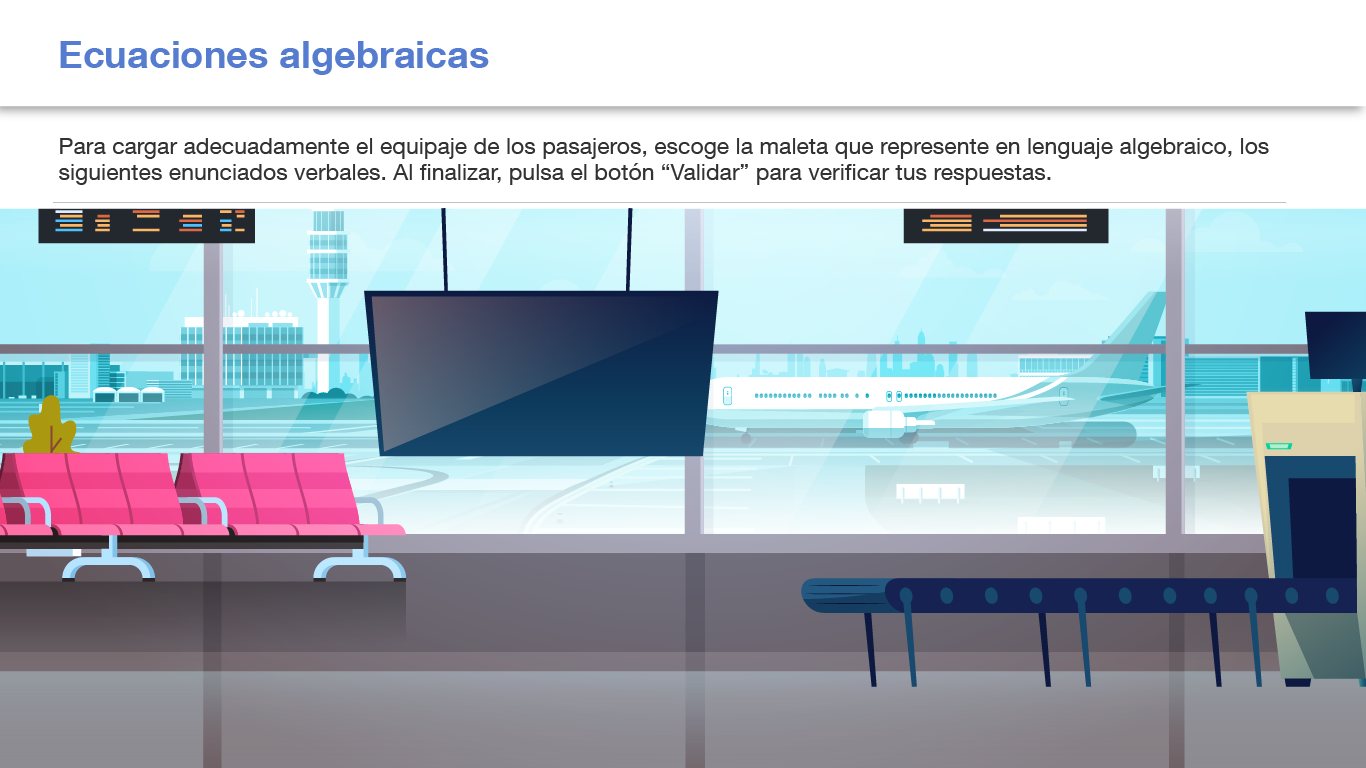 Ecuaciones algebraicas
Para cargar adecuadamente el equipaje de los pasajeros, escoge la maleta que represente en lenguaje algebraico, los
siguientes enunciados verbales. Al finalizar, pulsa el botón “Validar” para verificar tus respuestas.